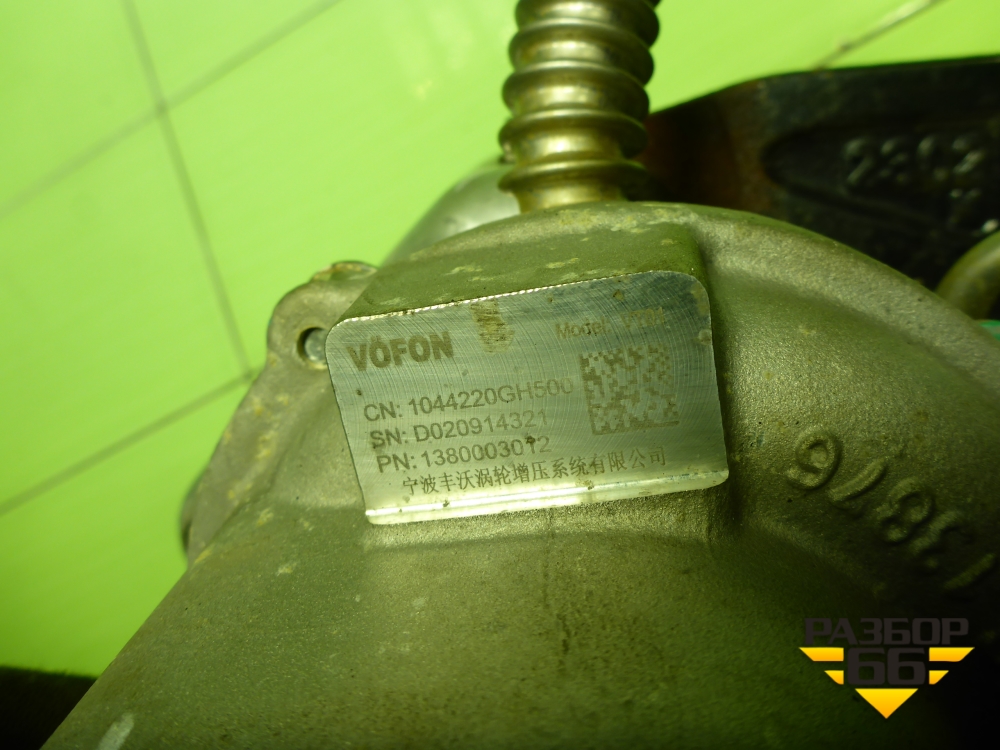 VOFON
Model:
CN: 1044220GH500
SN: D020914321
PN: 1380003012
宁波丰沃涡轮增压系统有限公司
РАЗБОР
66